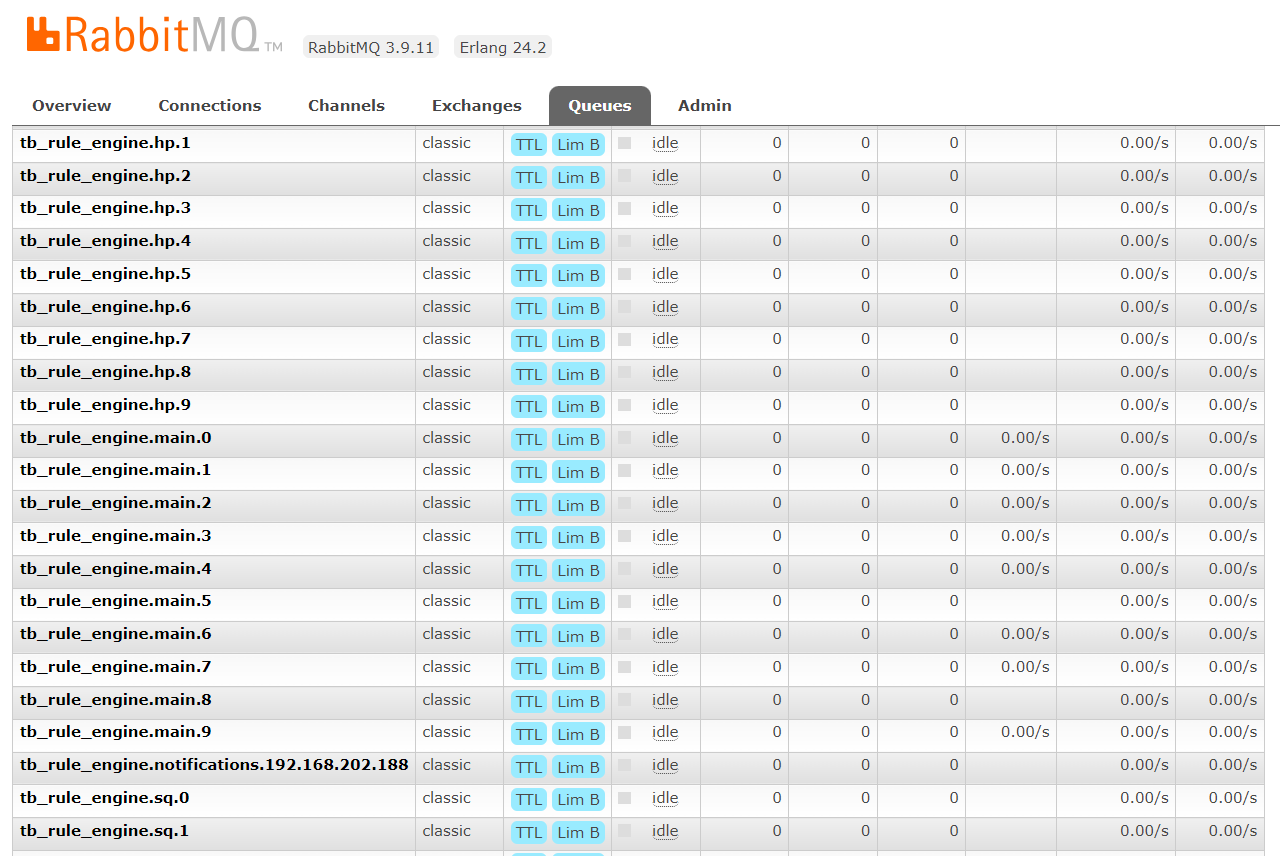 RabbitMQ TM RabbitMQ 3.9.11 Erlang 24.2
Overview Connections Channels Exchanges Queues Admin
tb_rule_engine.hp.1 classic TTL Lim B idle 0 0 0 0.00/s 0.00/s
tb_rule_engine.hp.2 classic TTL Lim B idle 0 0 0 0.00/s 0.00/s
tb_rule_engine.hp.3 classic TTL Lim B idle 0 0 0 0.00/s 0.00/s
tb_rule_engine.hp.4 classic TTL Lim B idle 0 0 0 0.00/s 0.00/s
tb_rule_engine.hp.5 classic TTL Lim B idle 0 0 0 0.00/s 0.00/s
tb_rule_engine.hp.6 classic TTL Lim B idle 0 0 0 0.00/s 0.00/s
tb_rule_engine.hp.7 classic TTL Lim B idle 0 0 0 0.00/s 0.00/s
tb_rule_engine.hp.8 classic TTL Lim B idle 0 0 0 0.00/s 0.00/s
tb_rule_engine.hp.9 classic TTL Lim B idle 0 0 0 0.00/s 0.00/s
tb_rule_engine.main.0 classic TTL Lim B idle 0 0 0 0.00/s 0.00/s 0.00/s
tb_rule_engine.main.1 classic TTL Lim B idle 0 0 0 0.00/s 0.00/s 0.00/s
tb_rule_engine.main.2 classic TTL Lim B idle 0 0 0 0.00/s 0.00/s 0.00/s
tb_rule_engine.main.3 classic TTL Lim B idle 0 0 0 0.00/s 0.00/s 0.00/s
tb_rule_engine.main.4 classic TTL Lim B idle 0 0 0 0.00/s 0.00/s 0.00/s
tb_rule_engine.main.5 classic TTL Lim B idle 0 0 0 0.00/s 0.00/s
tb_rule_engine.main.6 classic TTL Lim B idle 0 0 0 0.00/s 0.00/s 0.00/s
tb_rule_engine.main.7 classic TTL Lim B idle 0 0 0 0.00/s 0.00/s 0.00/s
tb_rule_engine.main.8 classic TTL Lim B idle 0 0 0 0.00/s 0.00/s
tb_rule_engine.main.9 classic TTL Lim B idle 0 0 0 0.00/s 0.00/s 0.00/s
tb_rule_engine.notifications.192.168.202.188 classic TTL Lim B idle 0 0 0 0.00/s 0.00/s
tb_rule_engine.sq.0 classic TTL Lim B idle 0 0 0 0.00/s 0.00/s
tb_rule_engine.sq.1 classic TTL Lim B idle 0 0 0 0.00/s 0.00/s